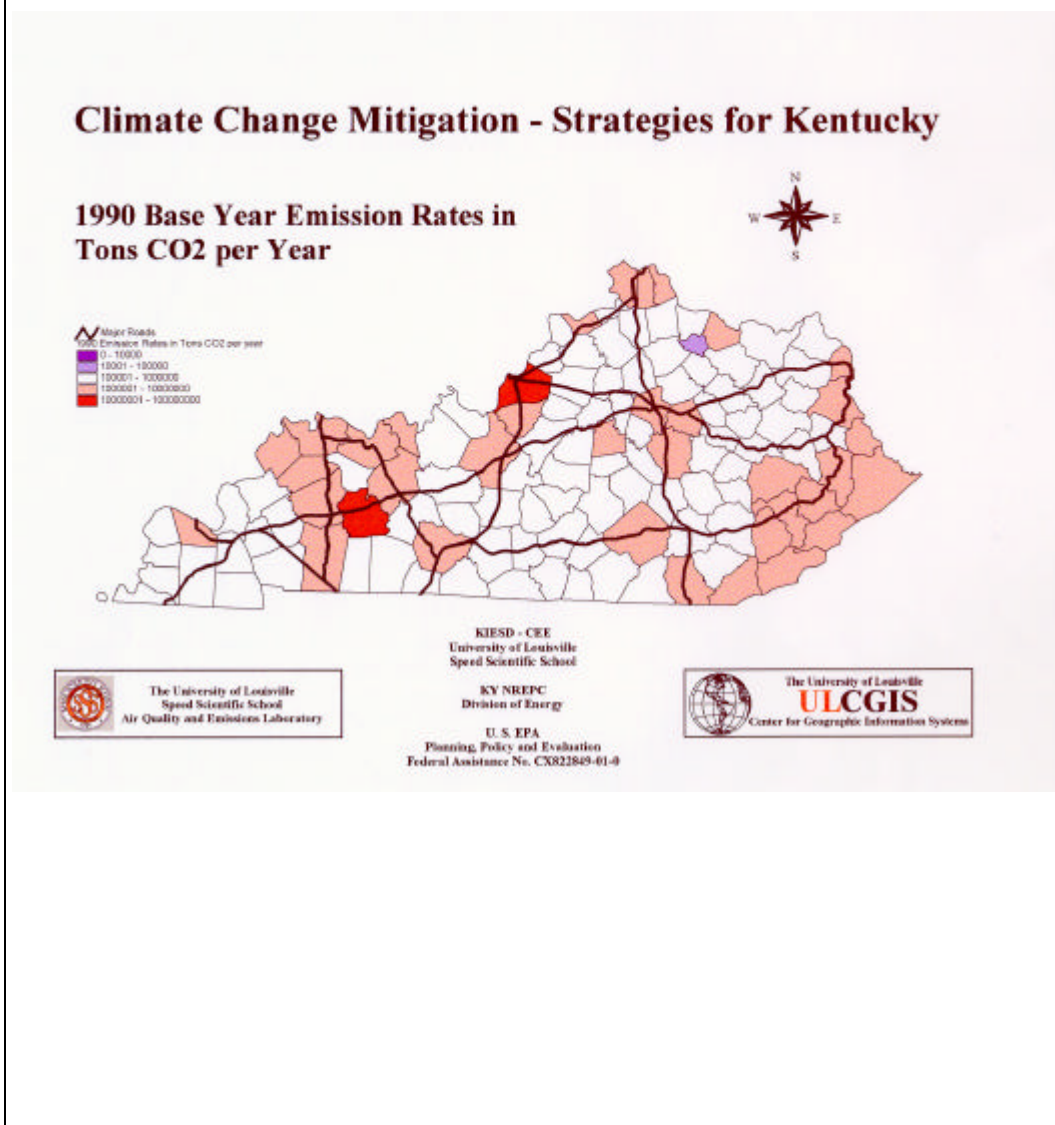 Climate Change Mitigation - Strategies for Kentucky
1990 Base Year Emission Rates in
Tons CO2 per Year
N
W E
S
Major Roads
1990 Emission Rates in Tons CO2 per year
0 - 10000
10001 - 100000
100001 - 1000000
1000001 - 10000000
10000001 - 100000000
KIESD - CEE
University of Louisville
Speed Scientific School
KY NREPC
Division of Energy
U. S. EPA
Planning, Policy and Evaluation
Federal Assistance No. CX822849-01-0
The University of Louisville
Speed Scientific School
Air Quality and Emissions Laboratory
The University of Louisville
ULCGIS
Center for Geographic Information Systems